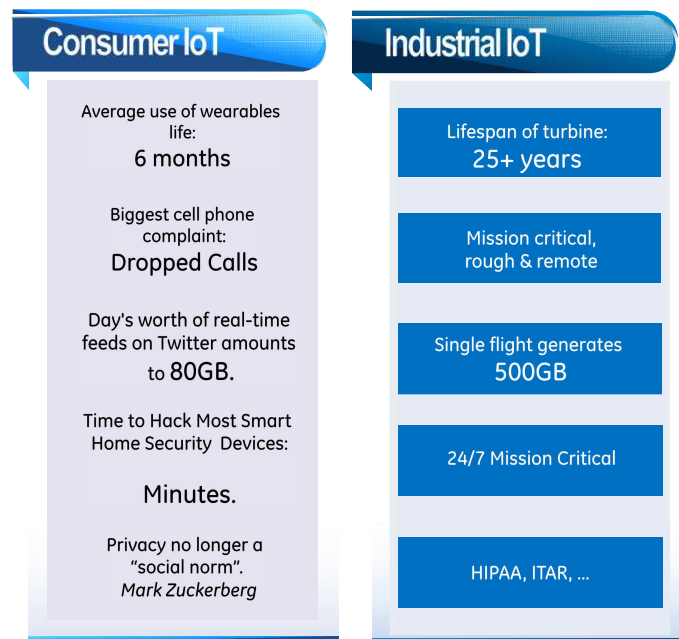 Consumer IoT
Average use of wearables
life:
6 months
Biggest cell phone
complaint:
Dropped Calls
Day's worth of real-time
feeds on Twitter amounts
to 80GB.
Time to Hack Most Smart
Home Security Devices:
Minutes.
Privacy no longer a
“social norm”.
Mark Zuckerberg
Industrial IoT
Lifespan of turbine:
25+ years
Mission critical,
rough & remote
Single flight generates
500GB
24/7 Mission Critical
HIPAA, ITAR, ...